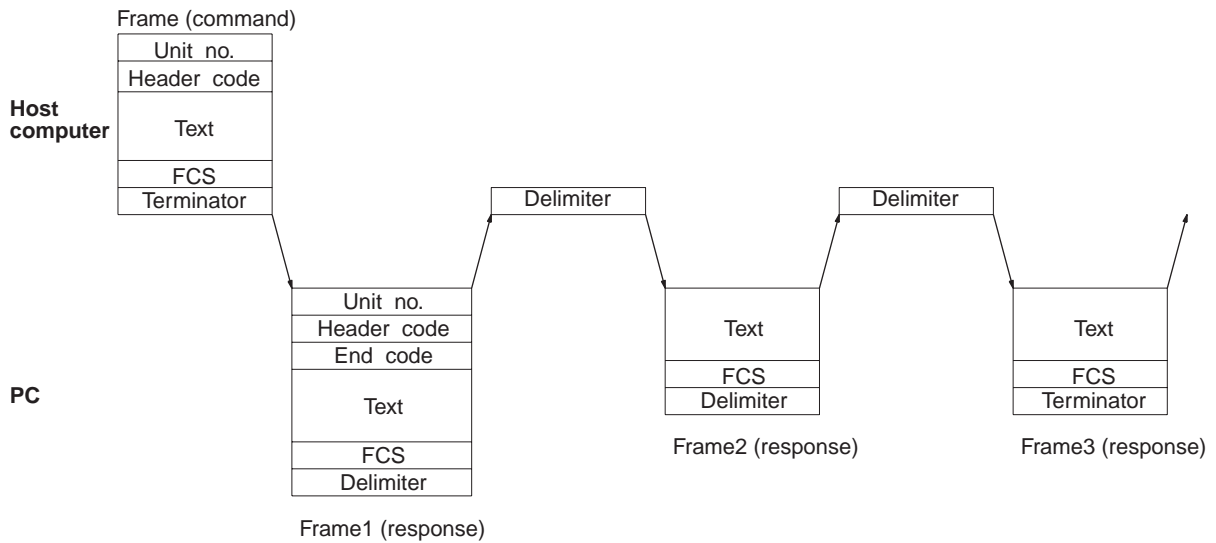 Frame (command)
Unit no.
Header code
Host
computer
Text
FCS
Terminator
Delimiter
Delimiter
PC
Unit no.
Header code
End code
Text
FCS
Delimiter
Frame1 (response)
Text
FCS
Delimiter
Frame2 (response)
Text
FCS
Terminator
Frame3 (response)